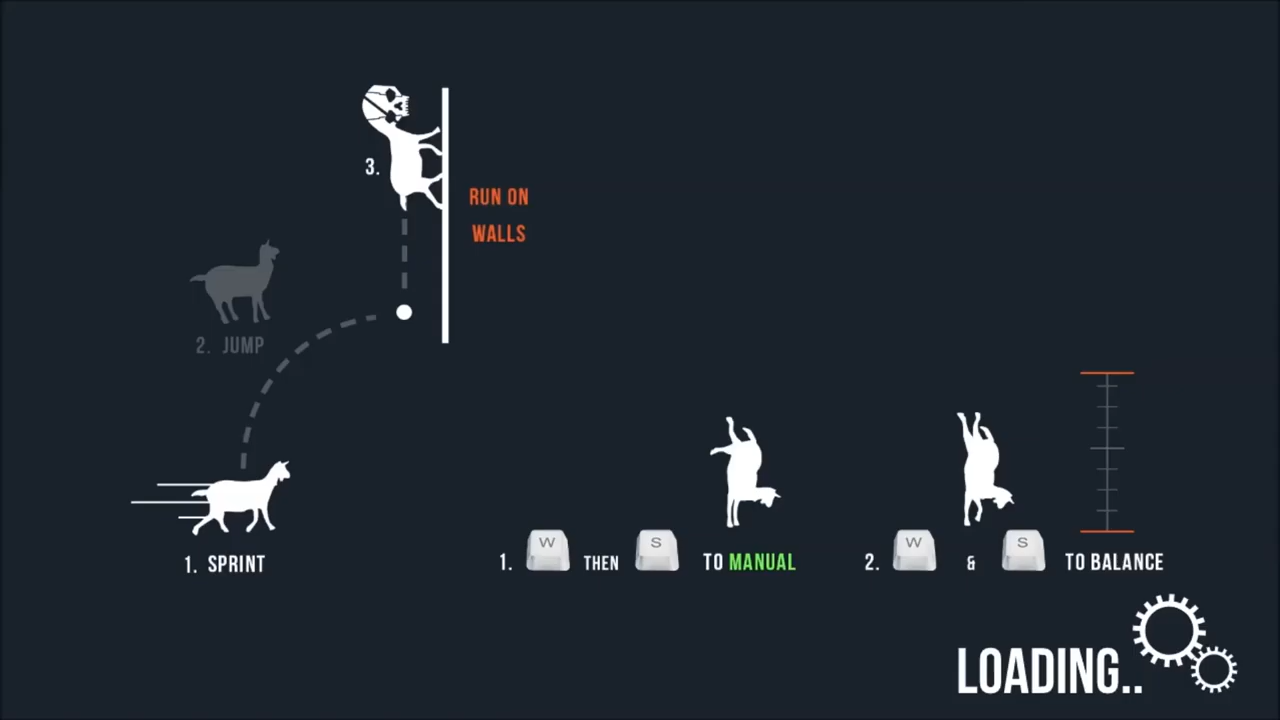 3.
RUN ON
WALLS
2. JUMP
1. SPRINT
1. W THEN S TO MANUAL
2. W & S TO BALANCE
LOADING..